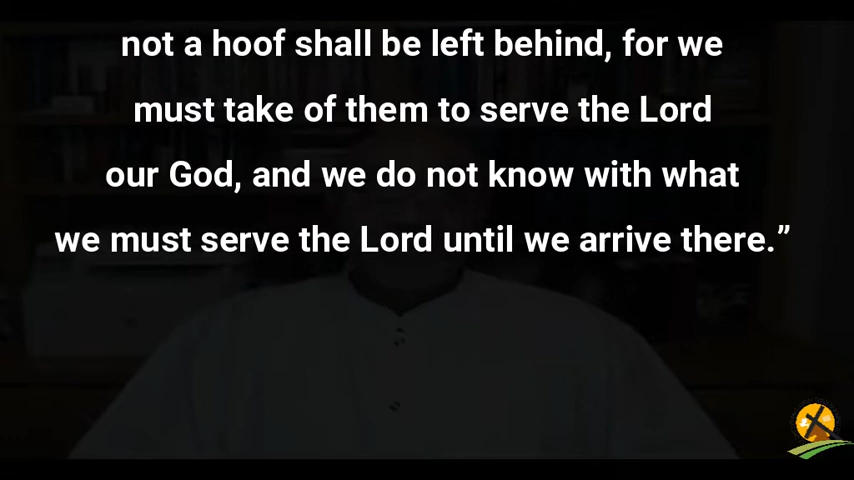 not a hoof shall be left behind, for we
must take of them to serve the Lord
our God, and we do not know with what
we must serve the Lord until we arrive there.”